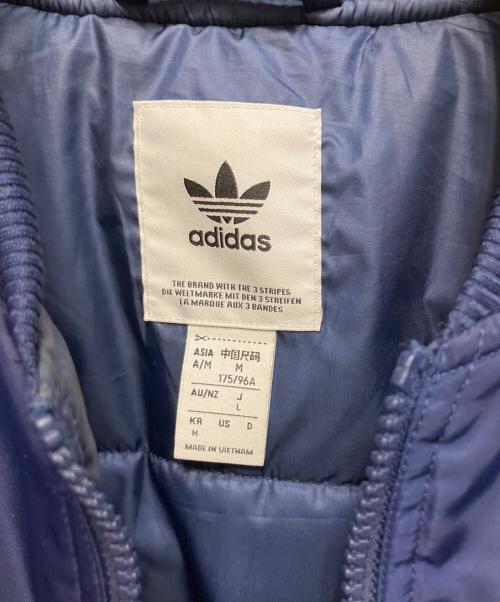 adidas
THE BRAND WITH THE 3 STRIPES
DIE WELTMARKE MIT DEN 3 STREIFEN
LA MARQUE AUX 3 BANDES
ASIA 中国尺码
A/M M
175/96A
AU/NZ J
L
KR US D
M
MADE IN VIETNAM